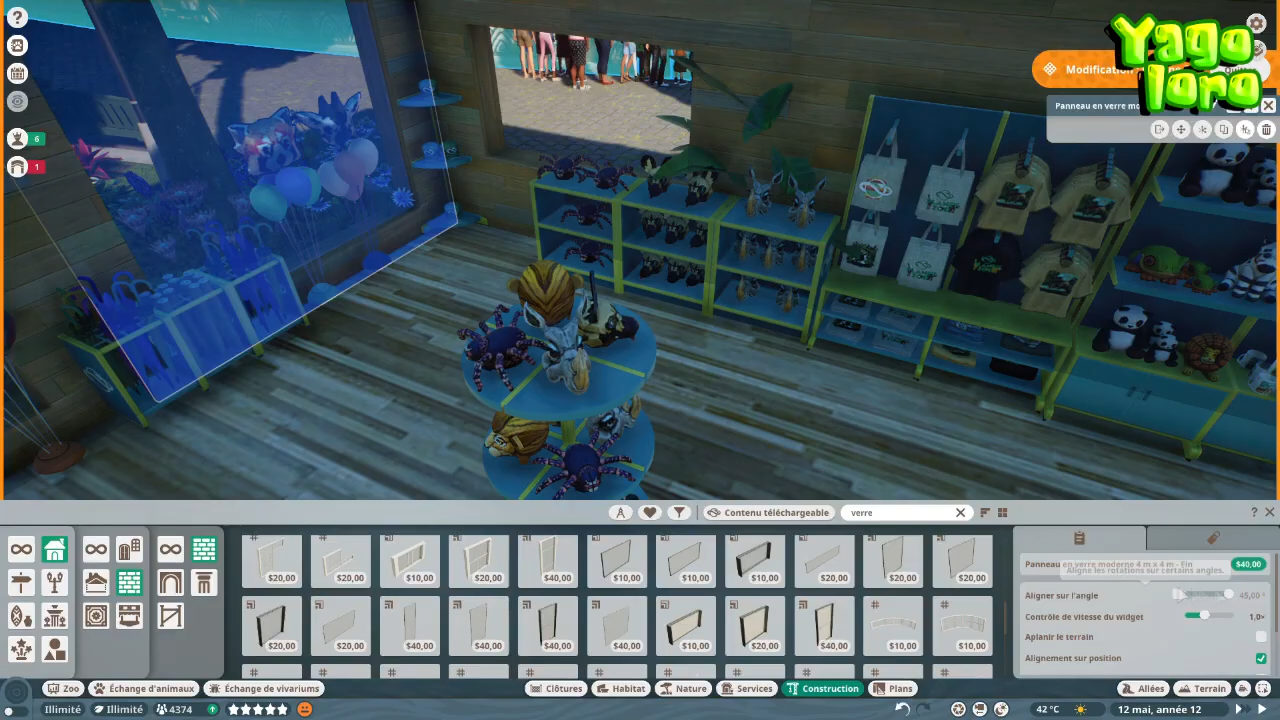 Yago
loro
Modification
Panneau en verre mo
6
1
Contenu téléchargeable
verre
$20,00
$20,00
$10,00
$20,00
$40,00
$10,00
$10,00
$10,00
$20,00
$20,00
$20,00
$20,00
$20,00
$40,00
$40,00
$40,00
$40,00
$10,00
$20,00
$40,00
$10,00
$10,00
Panneau en verre moderne 4 m x 4 m - Fin
$40,00
Aligne les rotations sur certains angles.
Aligner sur l'angle
45,00 °
Contrôle de vitesse du widget
1,0×
Aplanir le terrain
Alignement sur position
Zoo
Échange d'animaux
Échange de vivariums
Clôtures
Habitat
Nature
Services
Construction
Plans
Allées
Terrain
Illimité
Illimité
4374
42 °C
12 mai, année 12